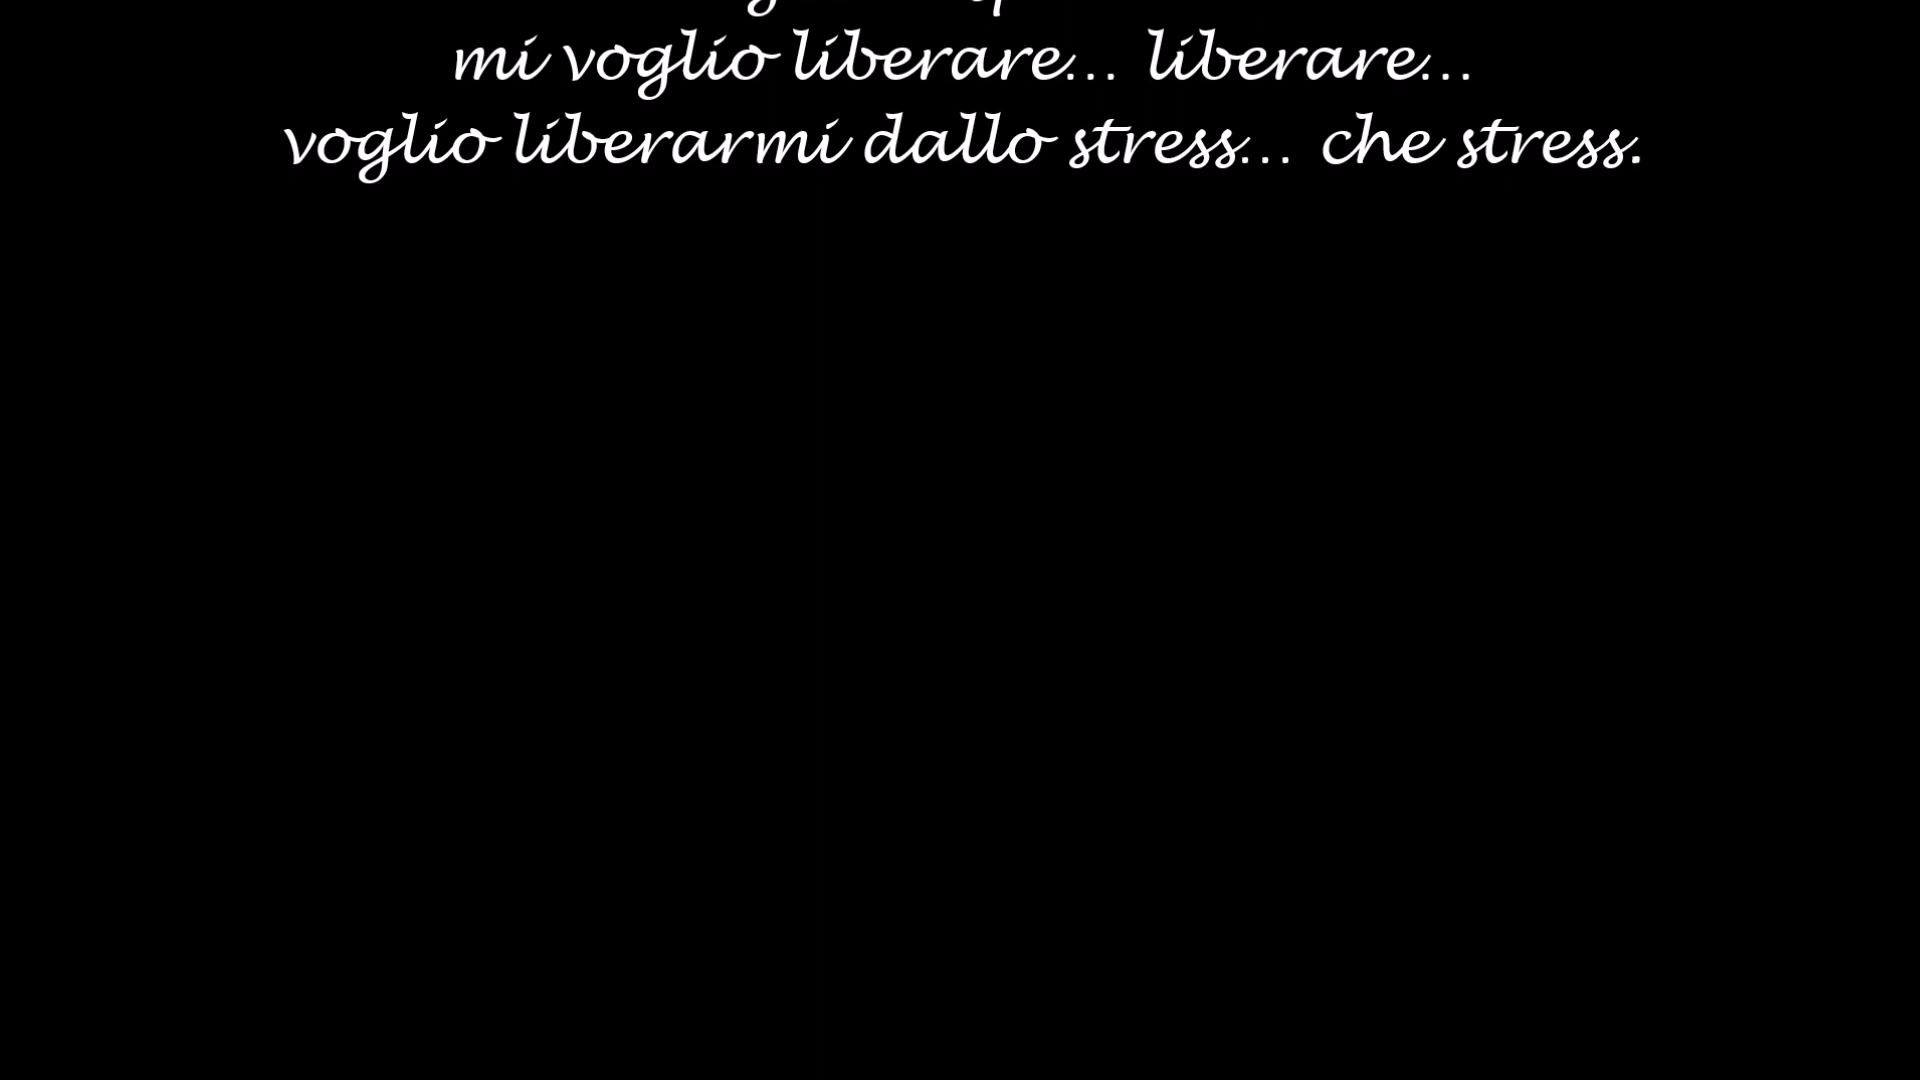 mi voglio liberare... liberare...
voglio liberarmi dallo stress... che stress.